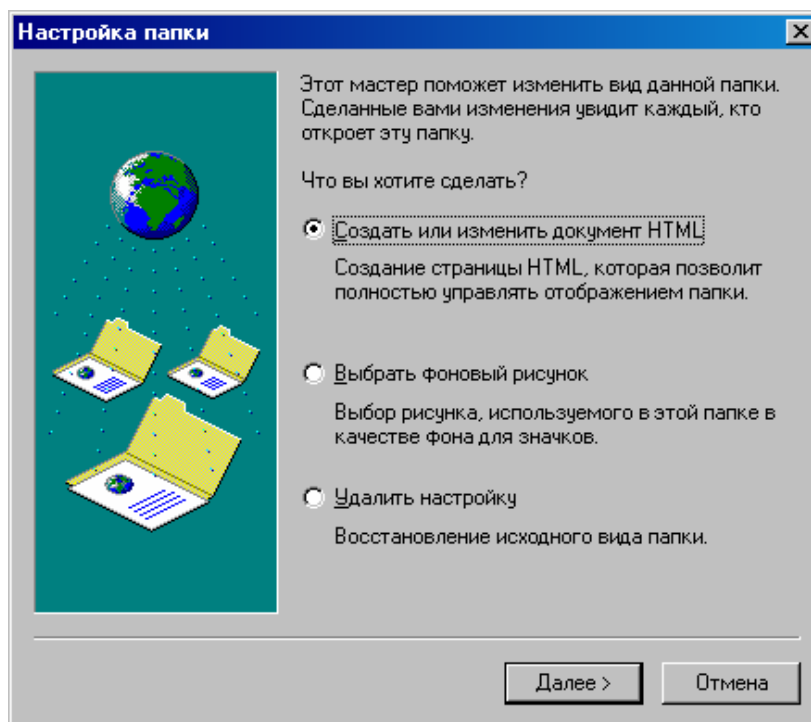 Настройка папки
Этот мастер поможет изменить вид данной папки.
Сделанные вами изменения увидит каждый, кто
откроет эту папку.
Что вы хотите сделать?
Создать или изменить документ HTML
Создание страницы HTML, которая позволит
полностью управлять отображением папки.
Выбрать фоновый рисунок
Выбор рисунка, используемого в этой папке в
качестве фона для значков.
Удалить настройку
Восстановление исходного вида папки.
Далее >
Отмена